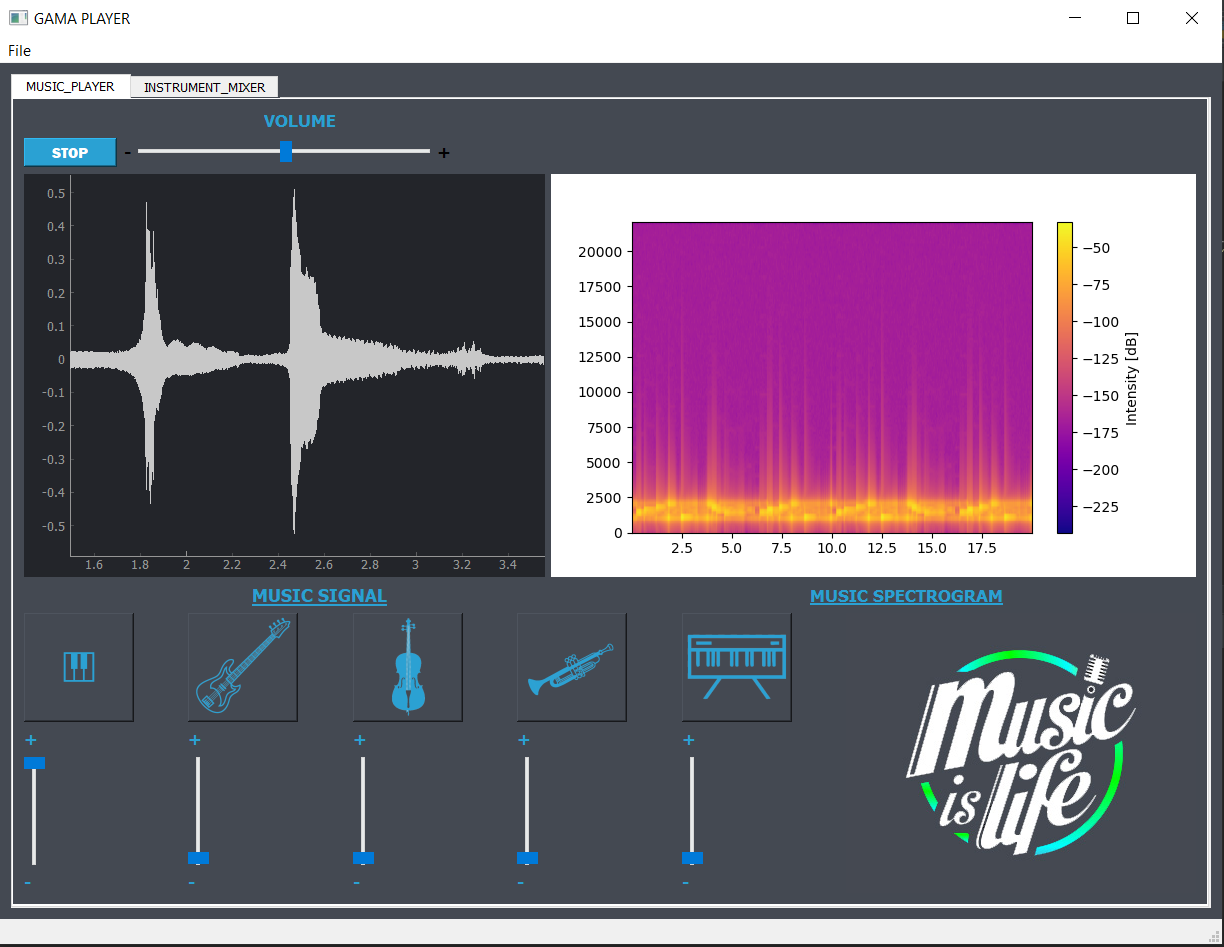 GAMA PLAYER
File
MUSIC_PLAYER INSTRUMENT_MIXER
VOLUME
STOP - +
0.5
0.4
0.3
0.2
0.1
0
-0.1
-0.2
-0.3
-0.4
-0.5
1.6 1.8 2 2.2 2.4 2.6 2.8 3 3.2 3.4
20000
17500
15000
12500
10000
7500
5000
2500
0
2.5 5.0 7.5 10.0 12.5 15.0 17.5
−50
−75
−100
−125
−150
−175
−200
−225
Intensity [dB]
MUSIC SIGNAL MUSIC SPECTROGRAM
+ + + + +
- - - - -
Music
is life